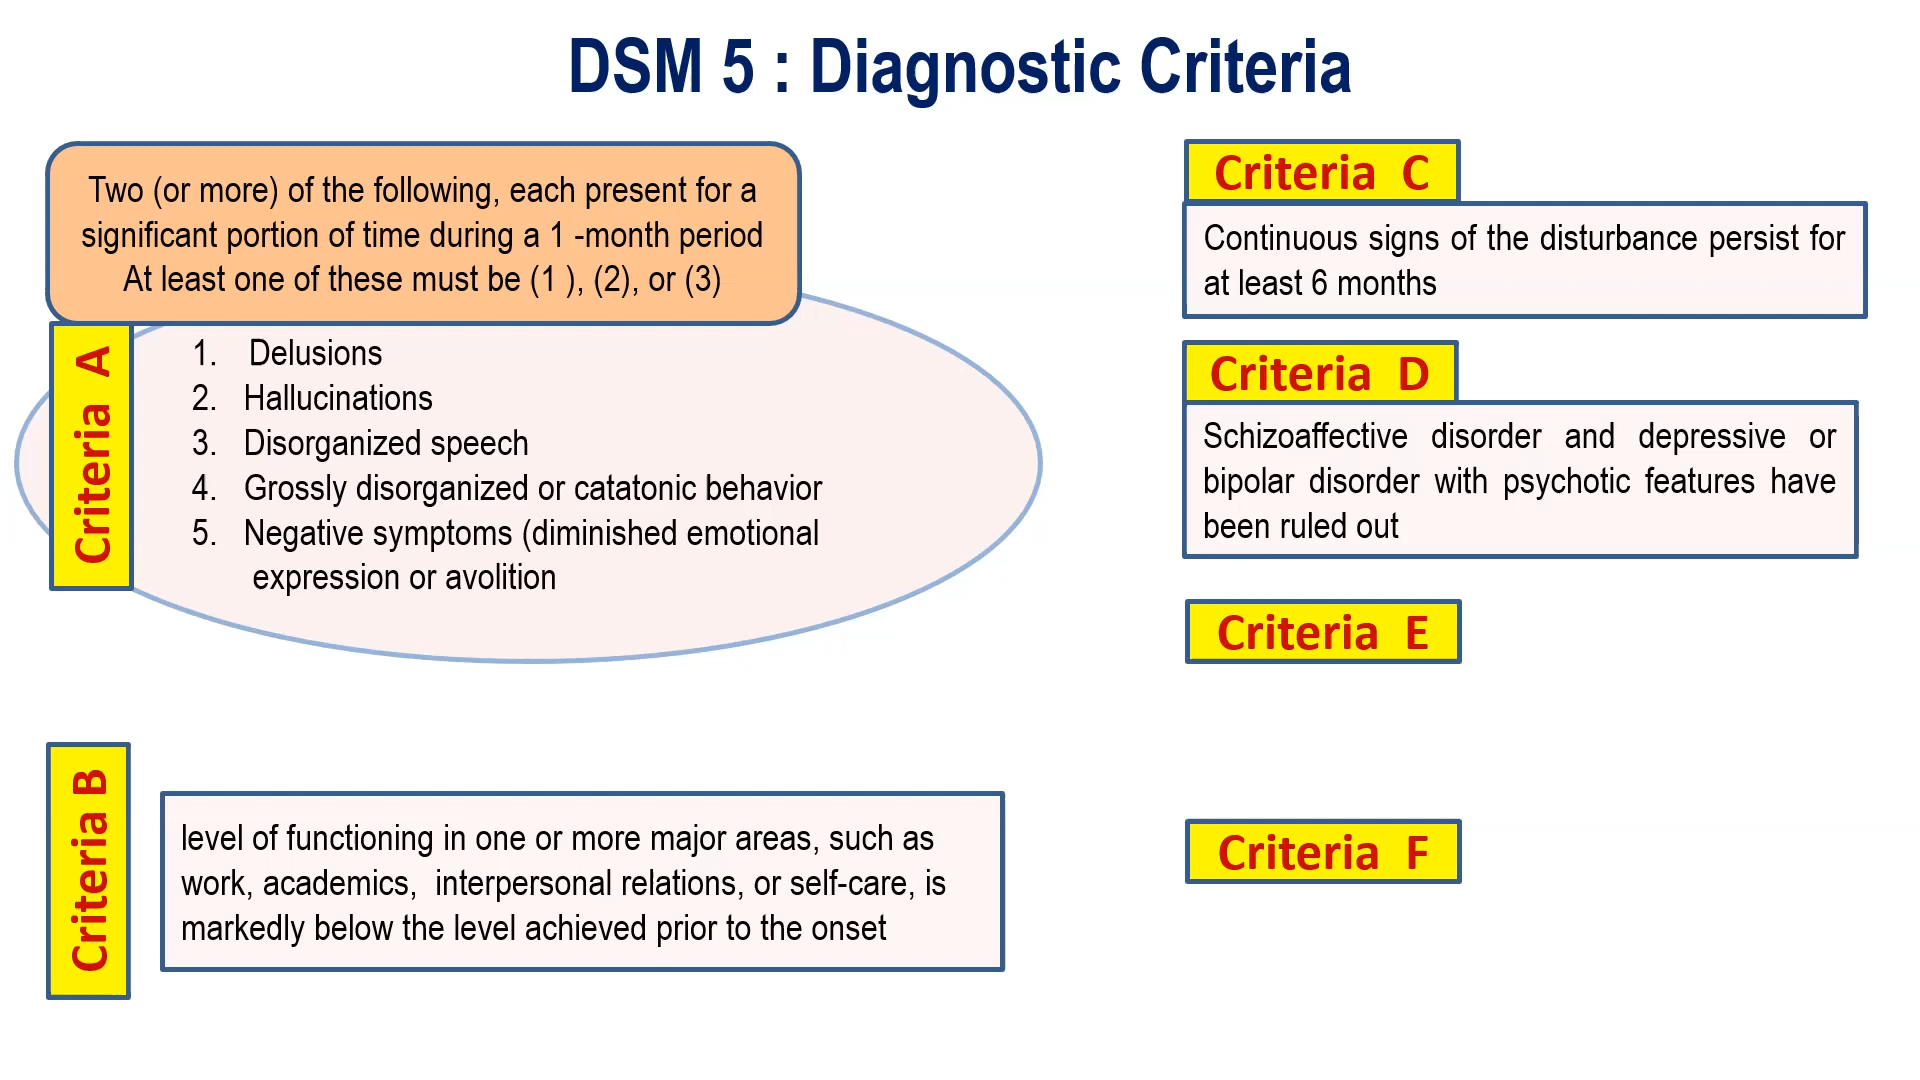 DSM 5 : Diagnostic Criteria
Two (or more) of the following, each present for a
significant portion of time during a 1 -month period
At least one of these must be (1 ), (2), or (3)
Criteria A
1. Delusions
2. Hallucinations
3. Disorganized speech
4. Grossly disorganized or catatonic behavior
5. Negative symptoms (diminished emotional
expression or avolition
Criteria B
level of functioning in one or more major areas, such as
work, academics, interpersonal relations, or self-care, is
markedly below the level achieved prior to the onset
Criteria C
Continuous signs of the disturbance persist for
at least 6 months
Criteria D
Schizoaffective disorder and depressive or
bipolar disorder with psychotic features have
been ruled out
Criteria E
Criteria F